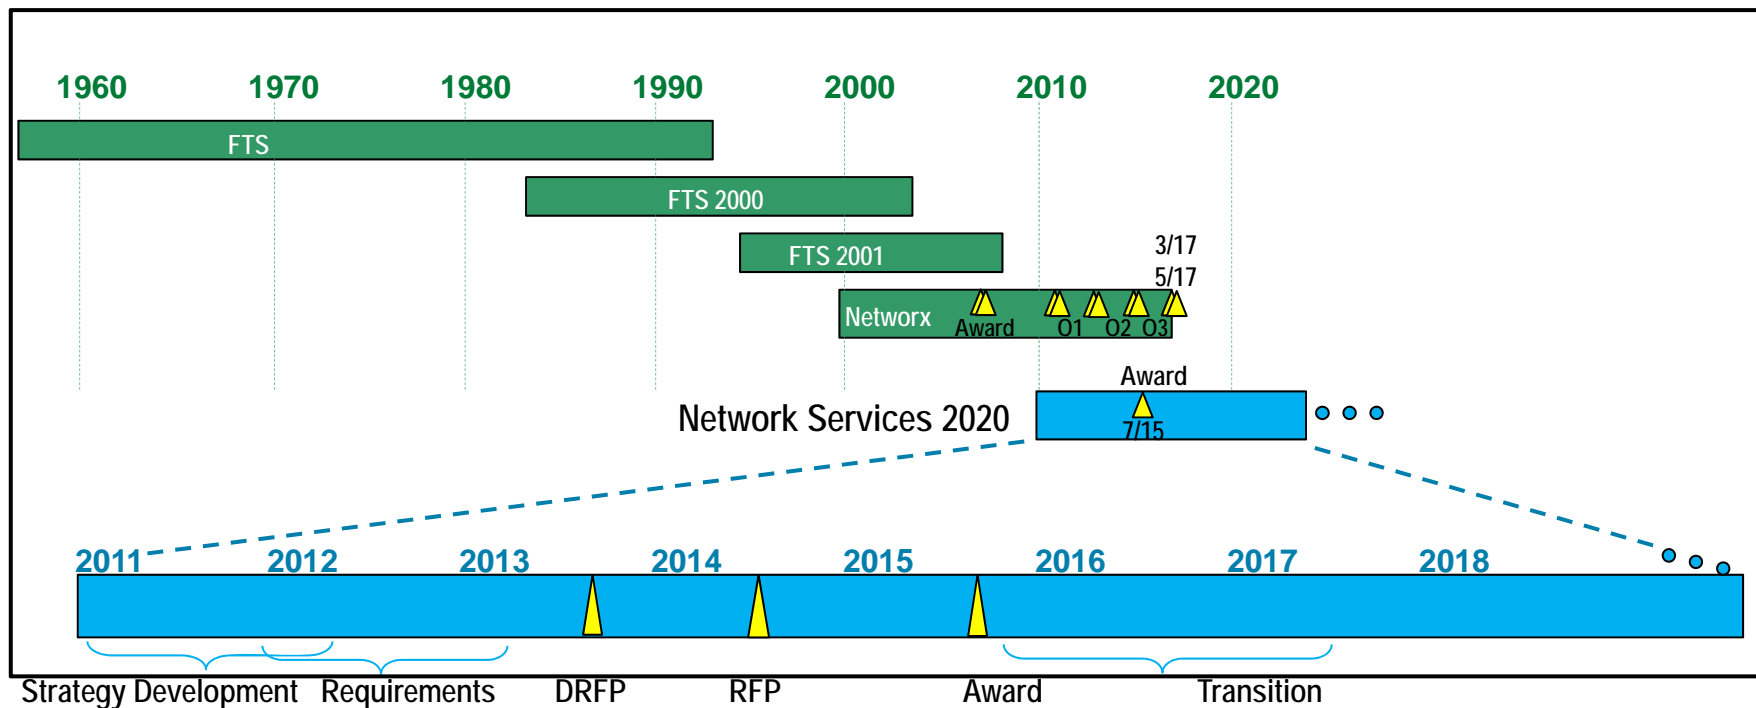 1960 1970 1980 1990 2000 2010 2020
FTS
FTS 2000
FTS 2001
3/17
5/17
Networx
Award O1 O2 O3
Award
Network Services 2020
7/15
2011 2012 2013 2014 2015 2016 2017 2018
Strategy Development Requirements DRFP RFP Award Transition